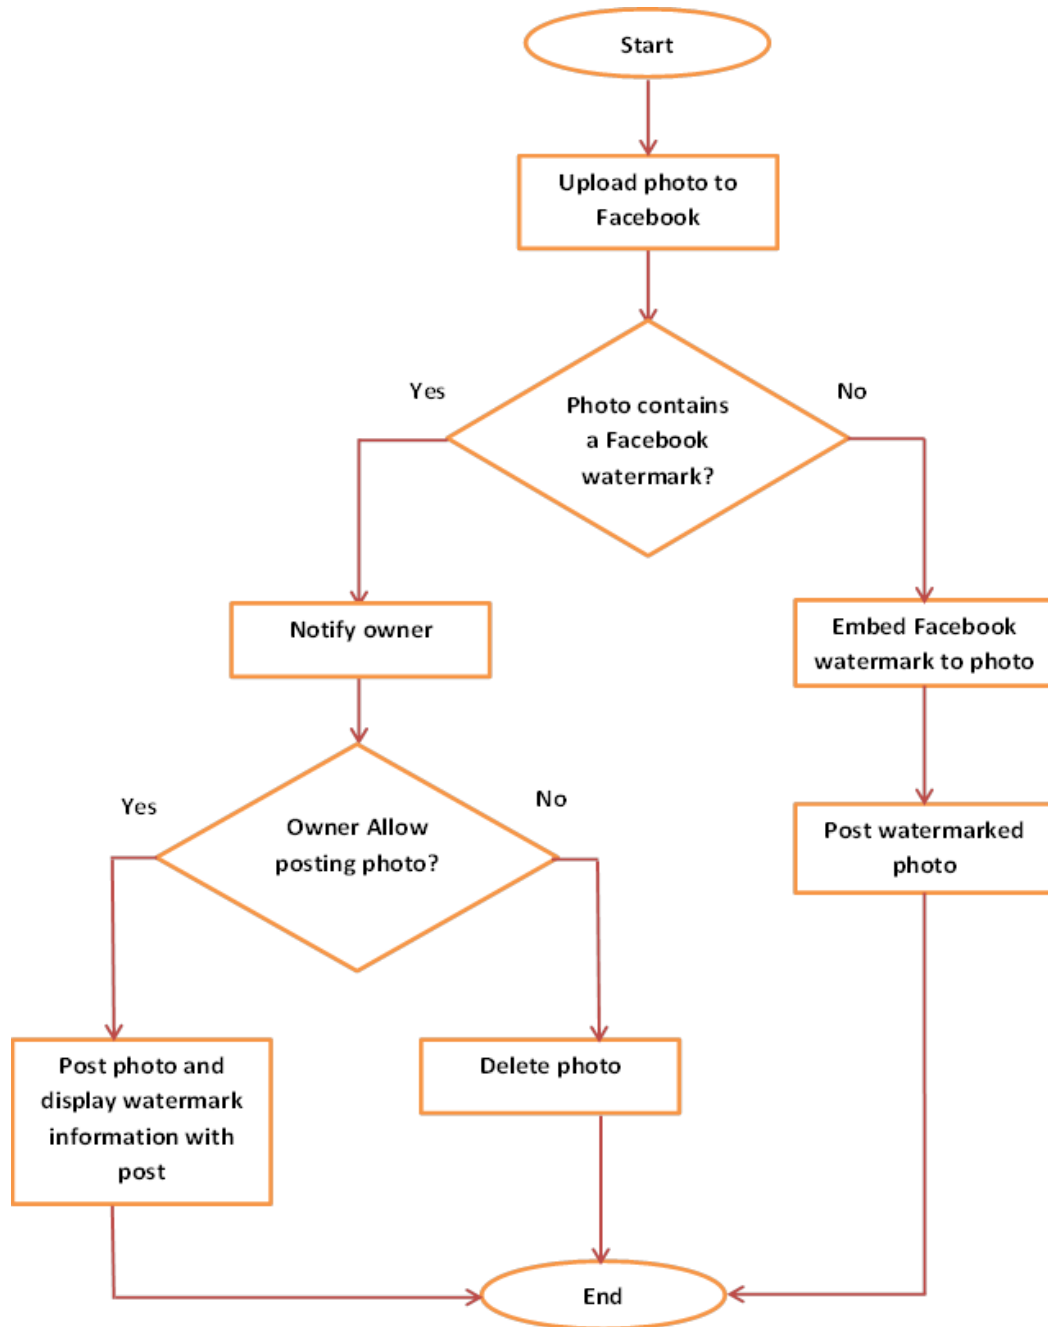 Start
Upload photo to
Facebook
Yes
No
Photo contains
a Facebook
watermark?
Notify owner
Embed Facebook
watermark to photo
Yes
No
Owner Allow
posting photo?
Post watermarked
photo
Post photo and
display watermark
information with
post
Delete photo
End